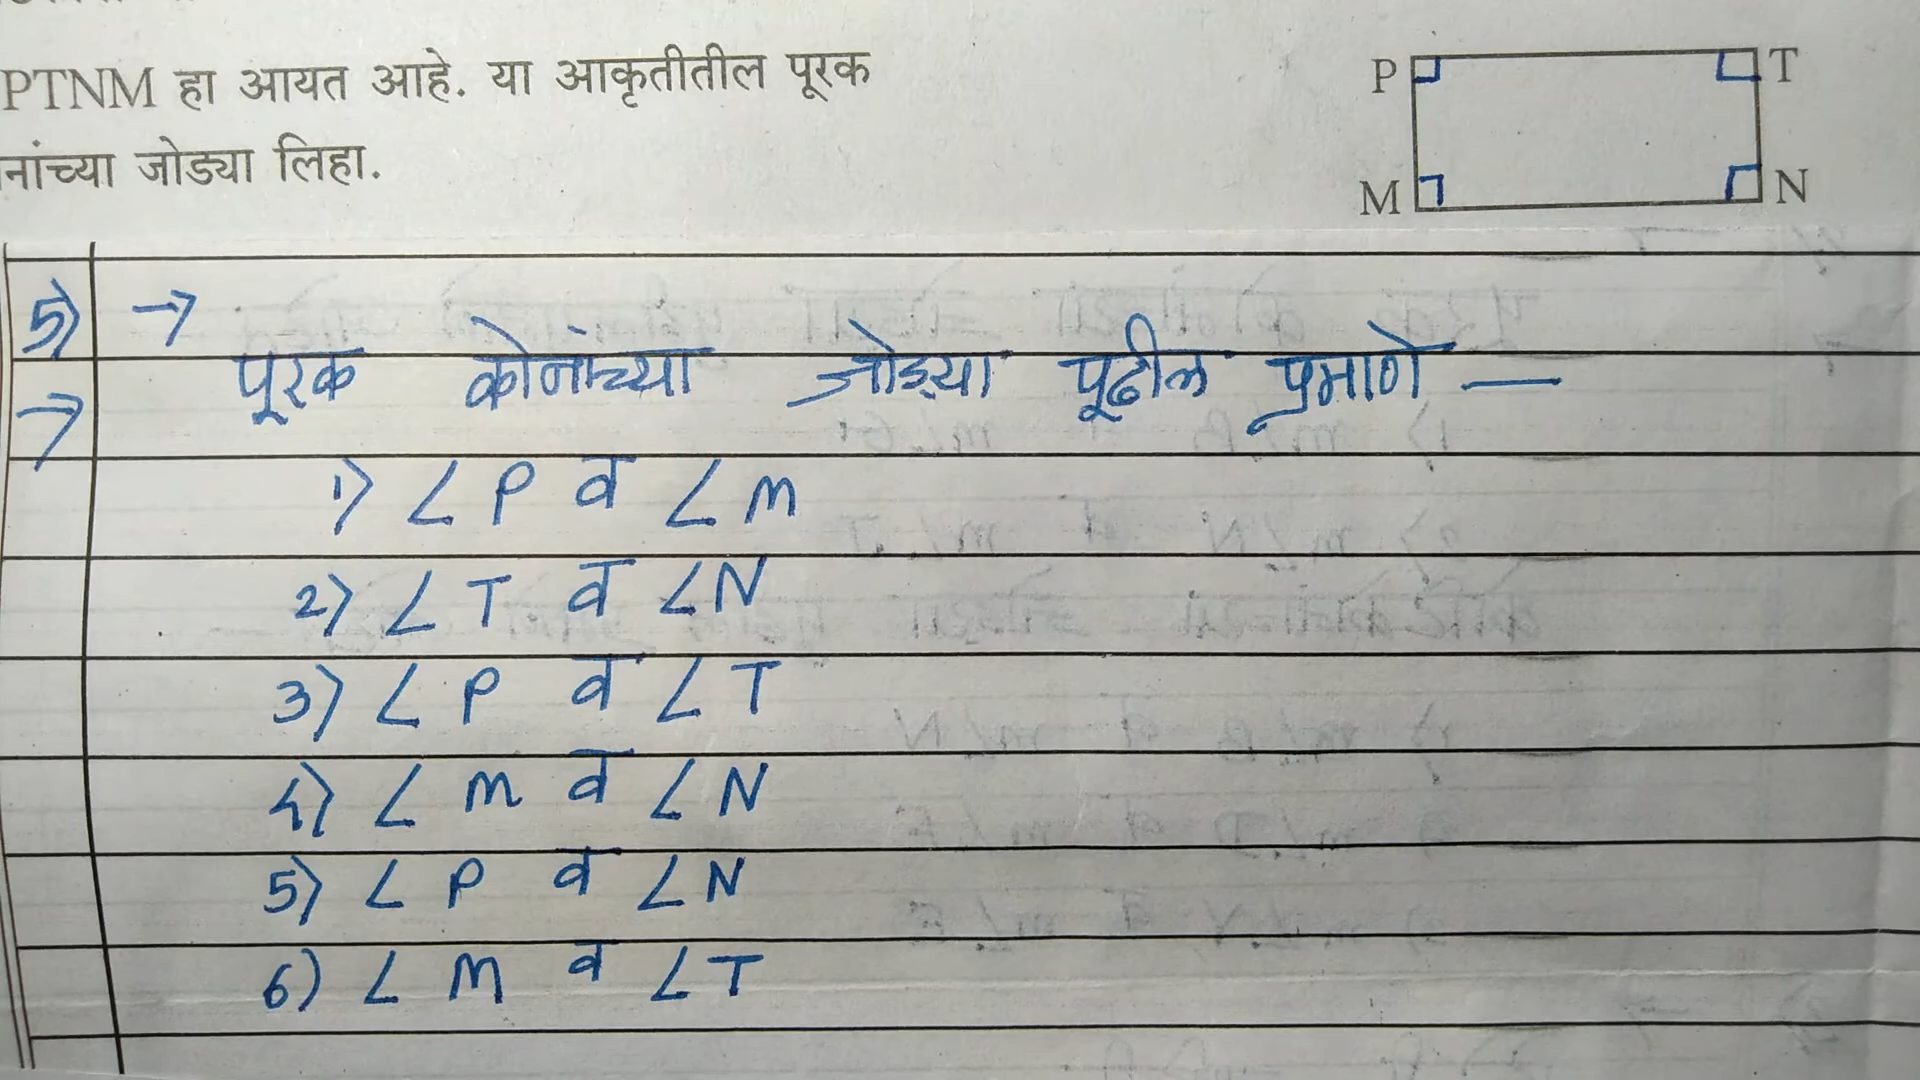 PTNM हा आयत आहे. या आकृतीतील पूरक
नांच्या जोड्या लिहा.
P T
M N
5) →
→ पूरक कोनांच्या जोड्या पूढील प्रमाणे —
1) ∠P व ∠M
2) ∠T व ∠N
3) ∠P व ∠T
4) ∠M व ∠N
5) ∠P व ∠N
6) ∠M व ∠T